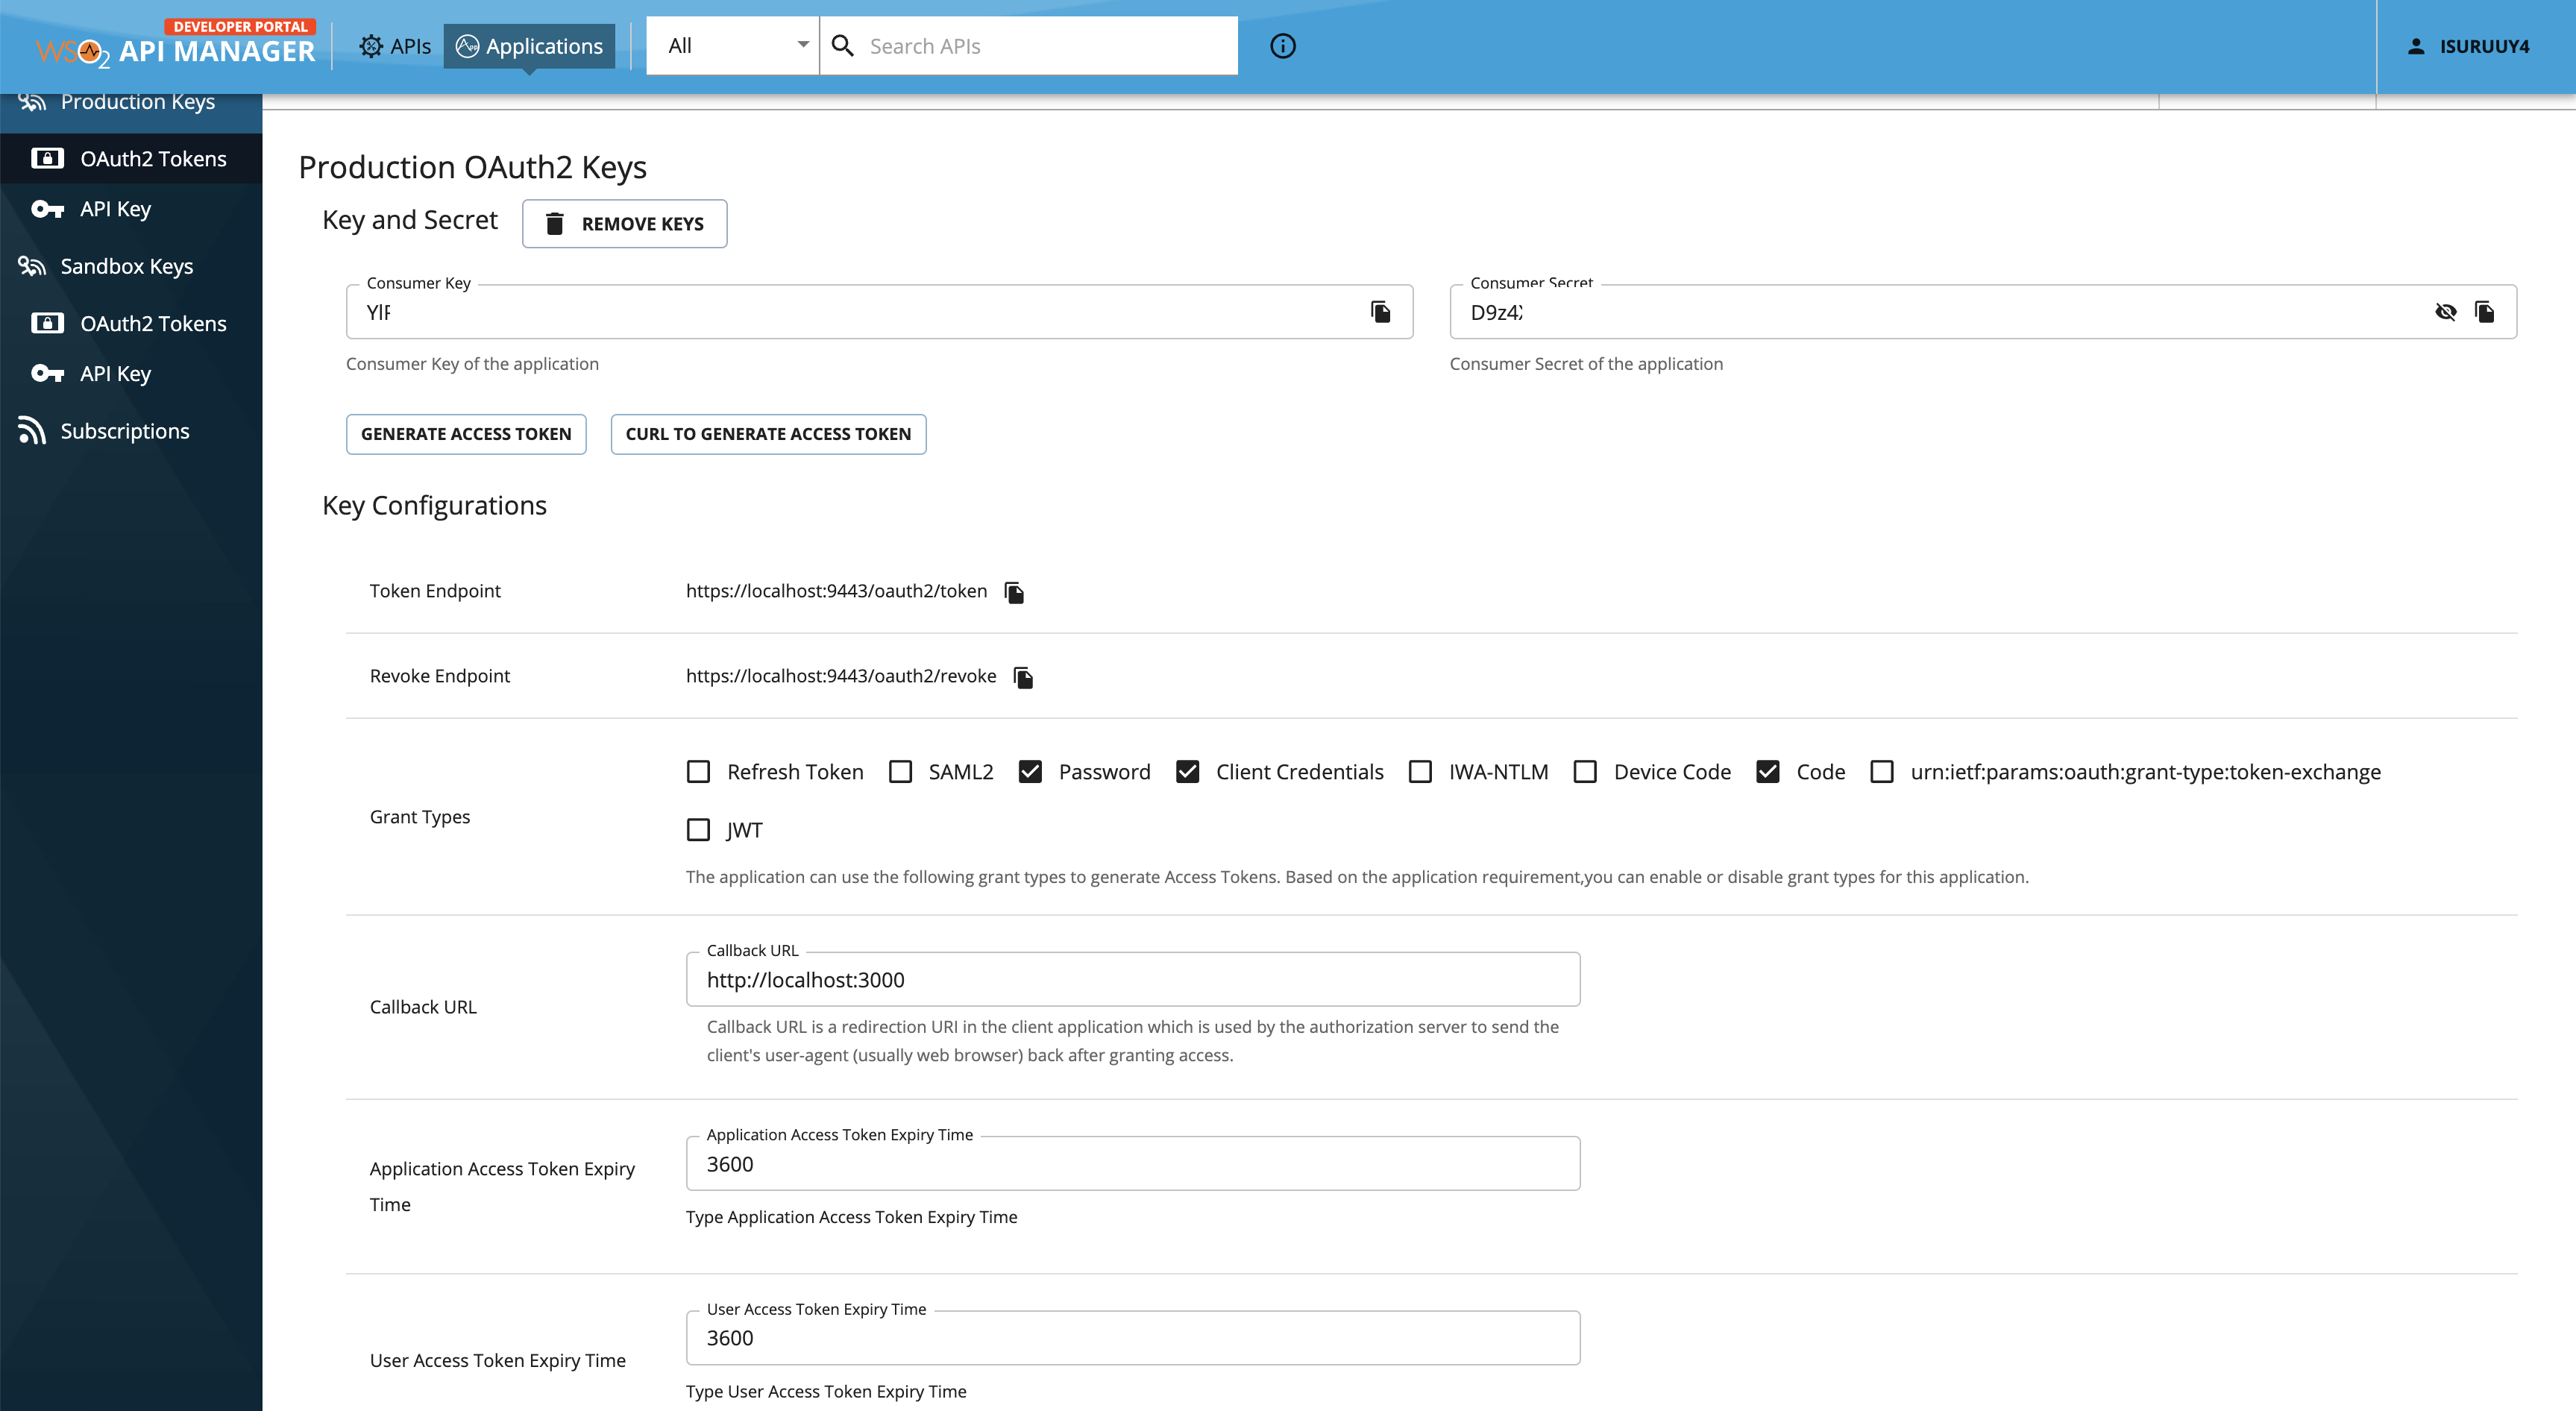 DEVELOPER PORTAL
WSO2 API MANAGER
APIs
Applications
All
Search APIs
ISURUUY4
Production Keys
OAuth2 Tokens
API Key
Sandbox Keys
OAuth2 Tokens
API Key
Subscriptions
Production OAuth2 Keys
Key and Secret
REMOVE KEYS
Consumer Key
Consumer Key of the application
Consumer Secret
D9z4
Consumer Secret of the application
GENERATE ACCESS TOKEN
CURL TO GENERATE ACCESS TOKEN
Key Configurations
Token Endpoint
https://localhost:9443/oauth2/token
Revoke Endpoint
https://localhost:9443/oauth2/revoke
Grant Types
Refresh Token
SAML2
Password
Client Credentials
IWA-NTLM
Device Code
Code
urn:ietf:params:oauth:grant-type:token-exchange
JWT
The application can use the following grant types to generate Access Tokens. Based on the application requirement,you can enable or disable grant types for this application.
Callback URL
Callback URL
http://localhost:3000
Callback URL is a redirection URI in the client application which is used by the authorization server to send the
client's user-agent (usually web browser) back after granting access.
Application Access Token Expiry
Time
Application Access Token Expiry Time
3600
Type Application Access Token Expiry Time
User Access Token Expiry Time
User Access Token Expiry Time
3600
Type User Access Token Expiry Time